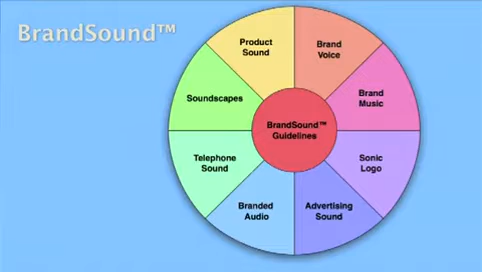 BrandSound™
Product
Sound
Brand
Voice
Brand
Music
Sonic
Logo
Advertising
Sound
Branded
Audio
Telephone
Sound
Soundscapes
BrandSound™
Guidelines